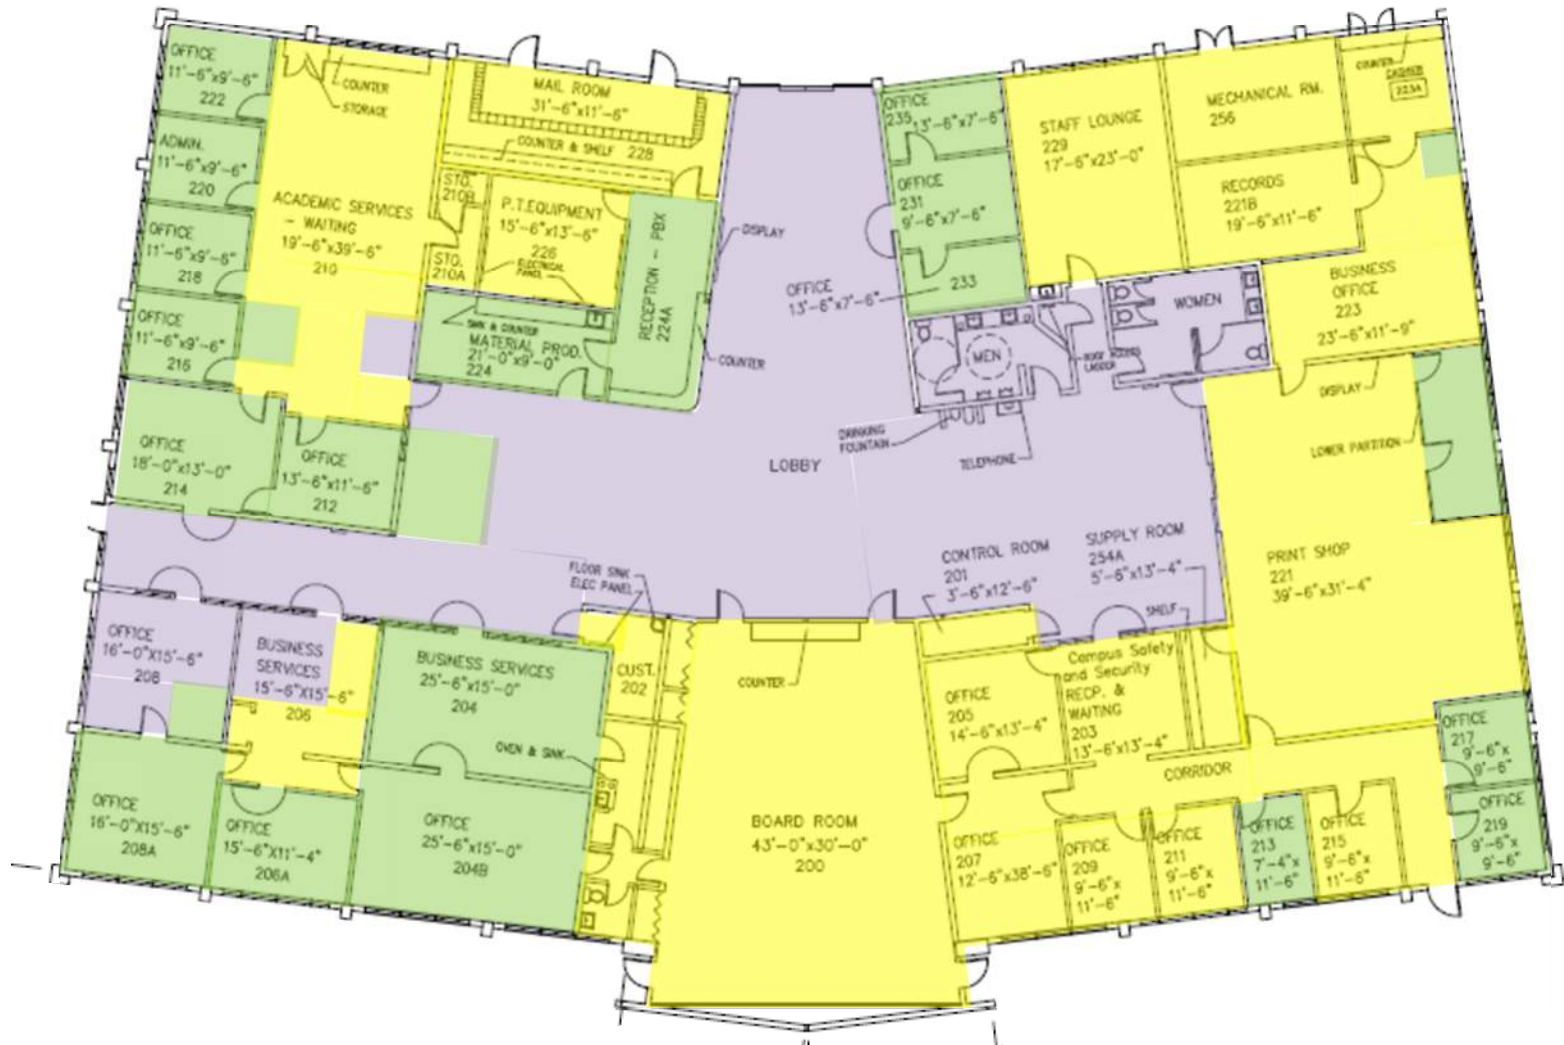 OFFICE
11'-6"x9'-6"
222
COUNTER
STORAGE
ADMIN.
11'-6"x9'-6"
220
ACADEMIC SERVICES
- WAITING
19'-6"x39'-6"
210
OFFICE
11'-6"x9'-6"
218
OFFICE
11'-6"x9'-6"
216
OFFICE
18'-0"x13'-0"
214
OFFICE
13'-6"x11'-6"
212
MAIL ROOM
31'-6"x11'-6"
COUNTER & SHELF 228
STO.
210B
P.T.EQUIPMENT
15'-6"x13'-6"
226
ELECTRICAL
PANEL
STO.
210A
SINK & COUNTER
MATERIAL PROD.
21'-0"x9'-0"
224
RECEPTION - PBX
224A
DISPLAY
COUNTER
OFFICE
13'-6"x7'-6"
233
OFFICE
235 13'-6"x7'-6"
OFFICE
231
9'-6"x7'-6"
STAFF LOUNGE
229
17'-6"x23'-0"
MECHANICAL RM.
256
COUNTER
CASHIER
223A
RECORDS
221B
19'-6"x11'-6"
BUSINESS
OFFICE
223
23'-6"x11'-9"
WOMEN
MEN
ROOF ACCESS
LADDER
DRINKING
FOUNTAIN
TELEPHONE
LOBBY
DISPLAY
LOWER PARTITION
PRINT SHOP
221
39'-6"x31'-4"
CONTROL ROOM
201
3'-6"x12'-6"
SUPPLY ROOM
254A
5'-6"x13'-4"
SHELF
FLOOR SINK
ELEC PANEL
OFFICE
16'-0"X15'-6"
208
BUSINESS
SERVICES
15'-6"X15'-6"
206
BUSINESS SERVICES
25'-6"x15'-0"
204
CUST.
202
OVEN & SINK
COUNTER
OFFICE
205
14'-6"x13'-4"
Campus Safety
and Security
RECP. &
WAITING
203
13'-6"x13'-4"
CORRIDOR
OFFICE
217
9'-6"x
9'-6"
OFFICE
219
9'-6"x
9'-6"
OFFICE
16'-0"X15'-6"
208A
OFFICE
15'-6"X11'-4"
206A
OFFICE
25'-6"x15'-0"
204B
BOARD ROOM
43'-0"x30'-0"
200
OFFICE
207
12'-6"x38'-6"
OFFICE
209
9'-6"x
11'-6"
OFFICE
211
9'-6"x
11'-6"
OFFICE
213
7'-4"x
11'-6"
OFFICE
215
9'-6"x
11'-6"